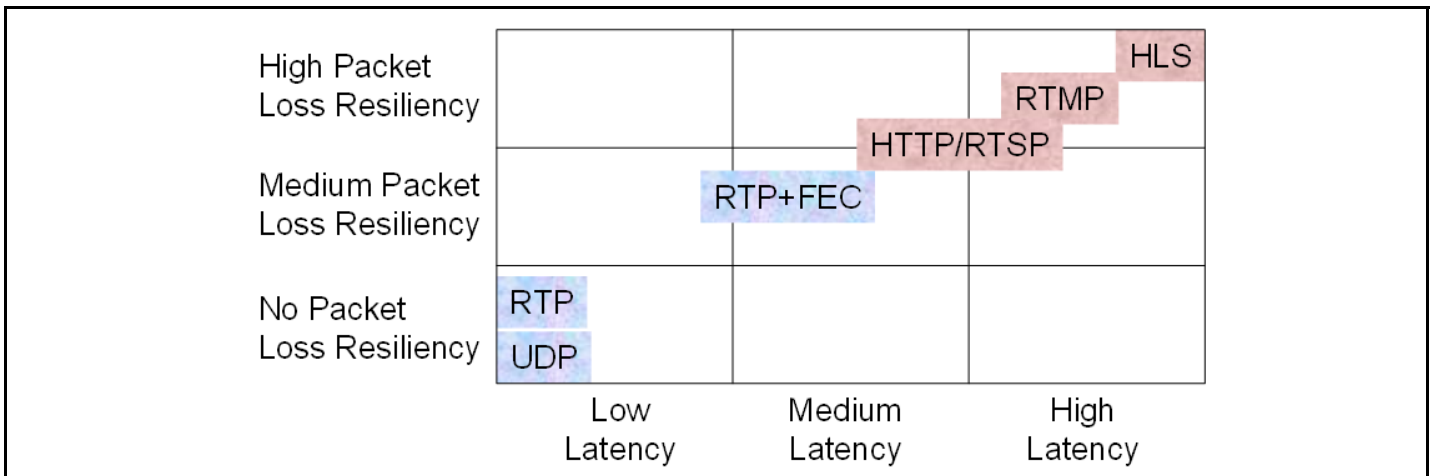 High Packet
Loss Resiliency
HLS
RTMP
HTTP/RTSP
Medium Packet
Loss Resiliency
RTP+FEC
No Packet
Loss Resiliency
RTP
UDP
Low
Latency
Medium
Latency
High
Latency